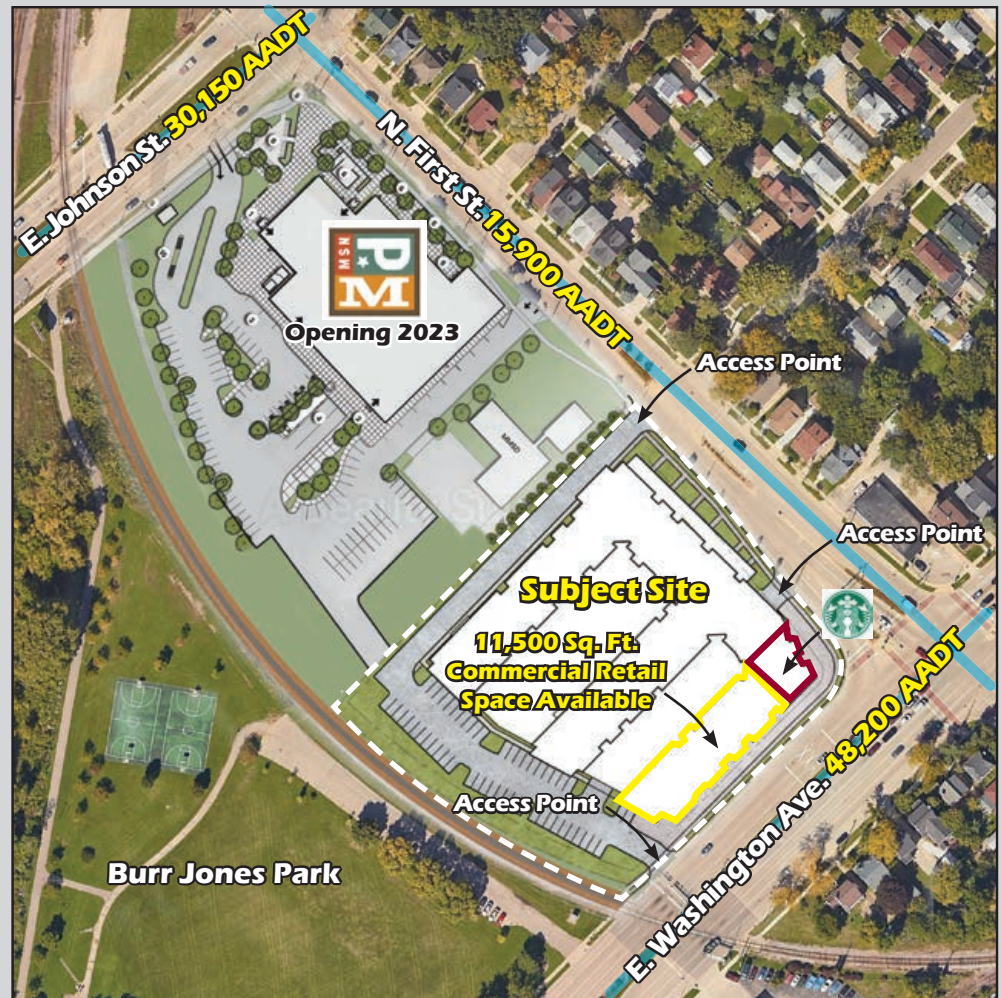 E. Johnson St. 30,150 AADT
N. First St. 15,900 AADT
MSN
P
M
Opening 2023
Access Point
MMSD
Access Point
Subject Site
11,500 Sq. Ft.
Commercial Retail
Space Available
Access Point
E. Washington Ave. 48,200 AADT
Burr Jones Park